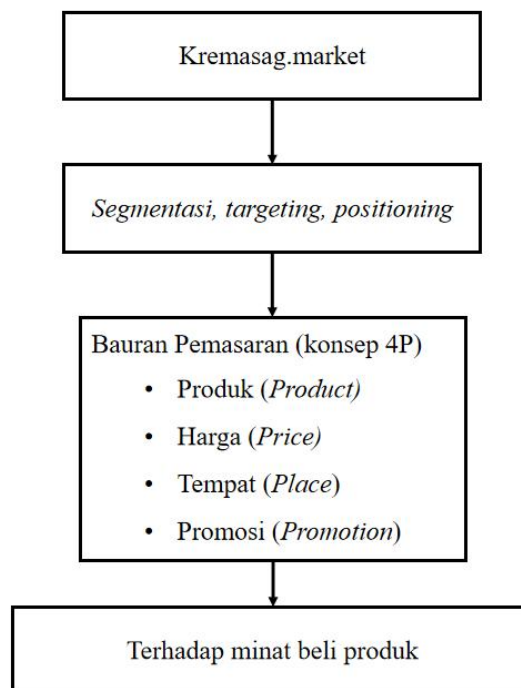 Kremasag.market
Segmentasi, targeting, positioning
Bauran Pemasaran (konsep 4P)
• Produk (Product)
• Harga (Price)
• Tempat (Place)
• Promosi (Promotion)
Terhadap minat beli produk